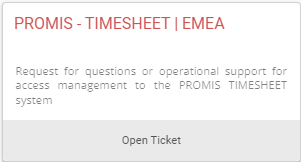 PROMIS - TIMESHEET | EMEA
Request for questions or operational support for
access management to the PROMIS TIMESHEET
system
Open Ticket